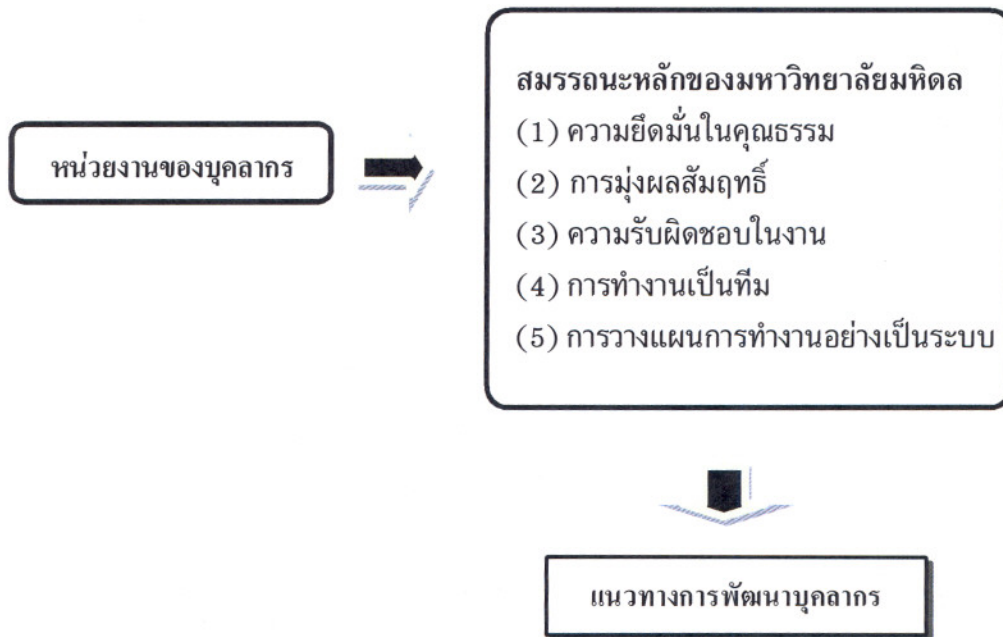 หน่วยงานของบุคลากร
สมรรถนะหลักของมหาวิทยาลัยมหิดล
(1) ความยึดมั่นในคุณธรรม
(2) การมุ่งผลสัมฤทธิ์
(3) ความรับผิดชอบในงาน
(4) การทำงานเป็นทีม
(5) การวางแผนการทำงานอย่างเป็นระบบ
แนวทางการพัฒนาบุคลากร